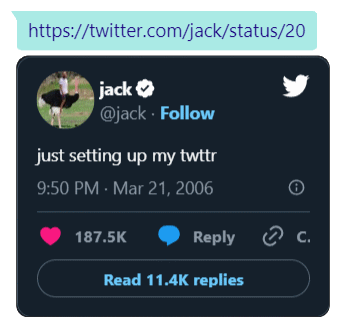 https://twitter.com/jack/status/20
jack
@jack · Follow
just setting up my twttr
9:50 PM · Mar 21, 2006
187.5K Reply C.
Read 11.4K replies